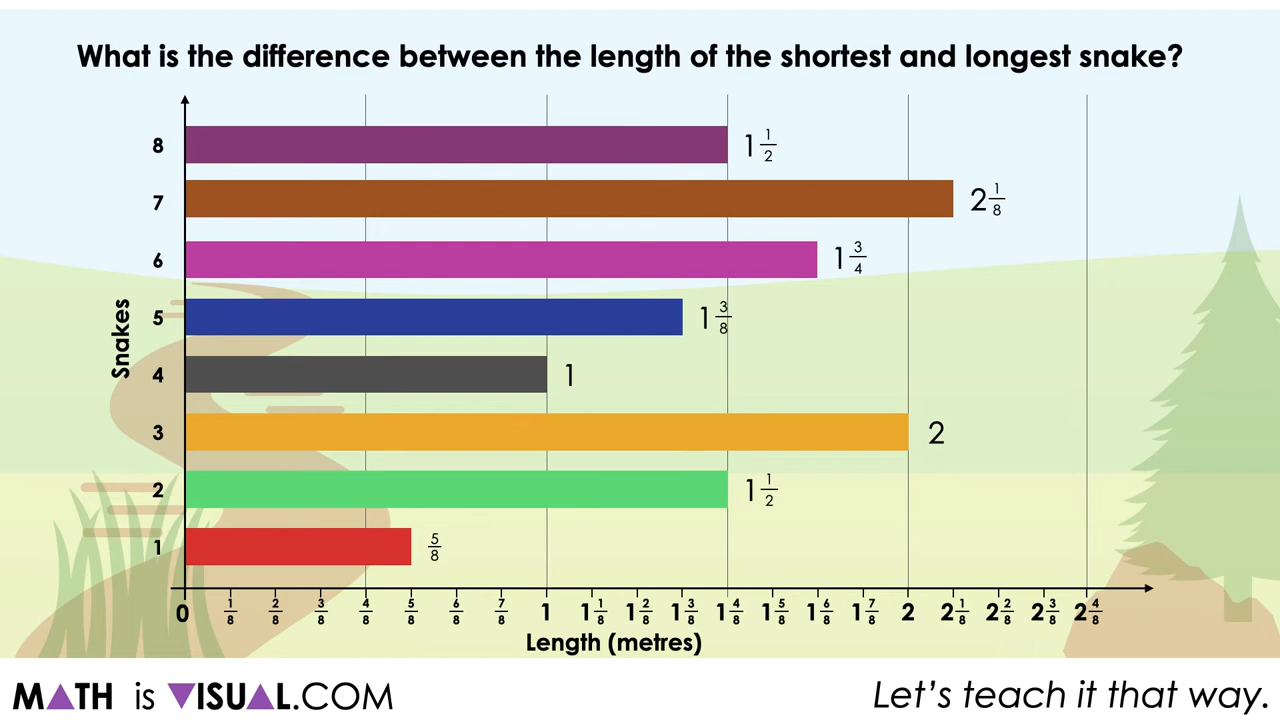 What is the difference between the length of the shortest and longest snake?
8 1 1/2
7 2 1/8
6 1 3/4
5 1 3/8
4 1
3 2
2 1 1/2
1 5/8
Snakes
0 1/8 2/8 3/8 4/8 5/8 6/8 7/8 1 1 1/8 1 2/8 1 3/8 1 4/8 1 5/8 1 6/8 1 7/8 2 2 1/8 2 2/8 2 3/8 2 4/8
Length (metres)
MATH is VISUAL.COM
Let's teach it that way.